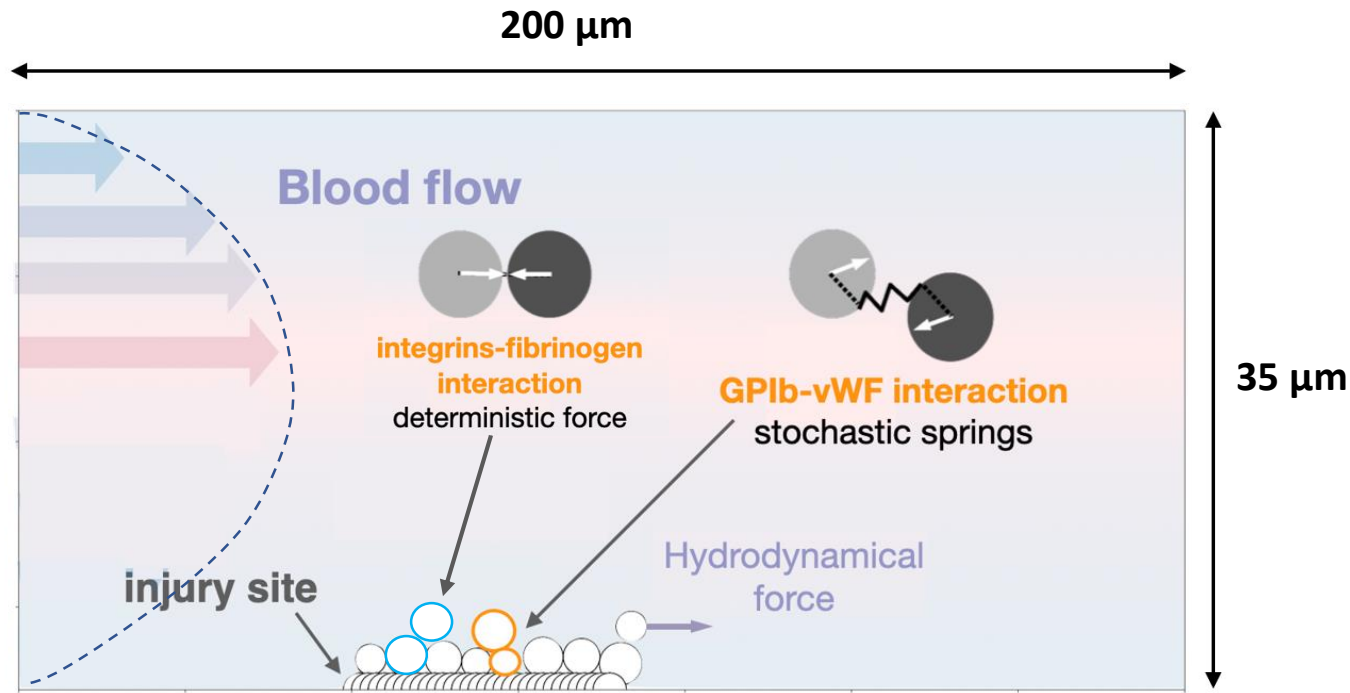 200 μm
Blood flow
integrins-fibrinogen
interaction
deterministic force
GPIb-vWF interaction
stochastic springs
35 μm
Hydrodynamical
force
injury site